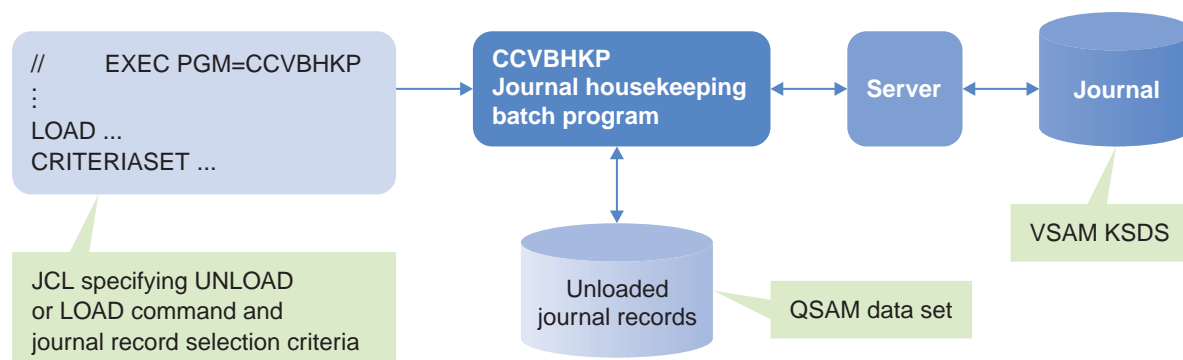 // EXEC PGM=CCVBHKP
:
LOAD ...
CRITERIASET ...
CCVBHKP
Journal housekeeping
batch program
Server
Journal
JCL specifying UNLOAD
or LOAD command and
journal record selection criteria
Unloaded
journal records
QSAM data set
VSAM KSDS